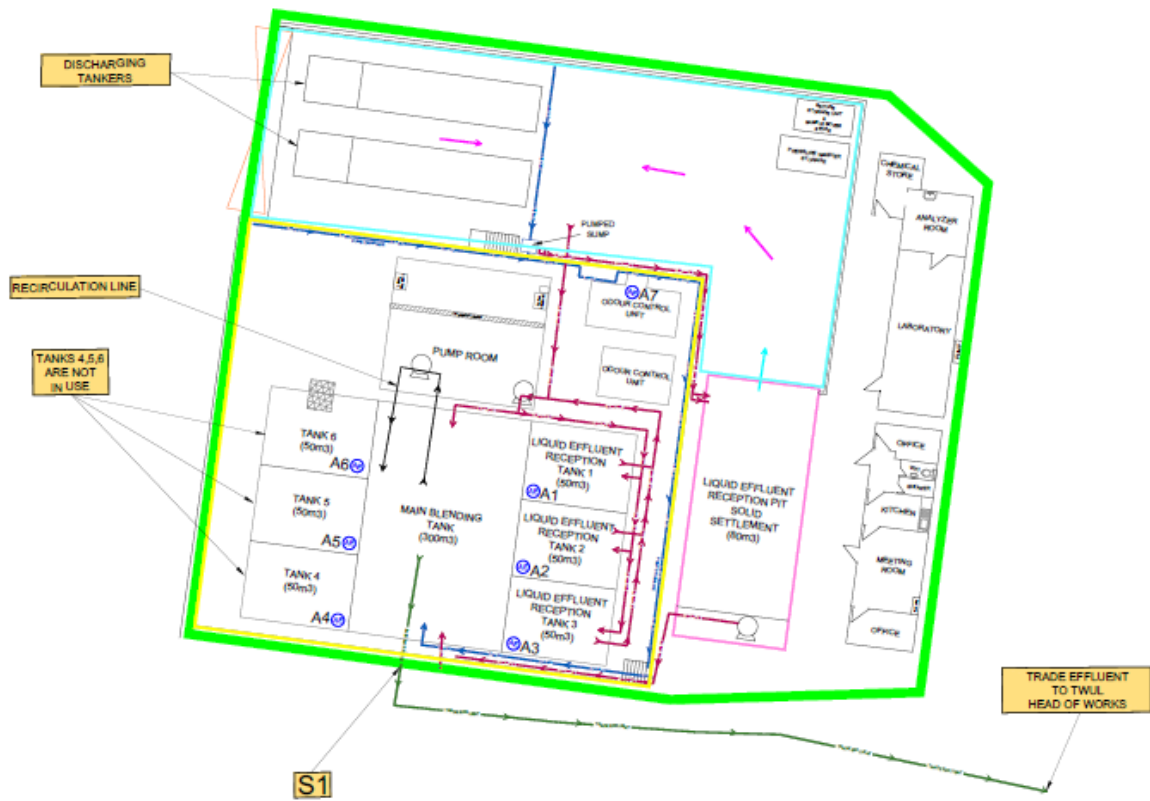 DISCHARGING
TANKERS
CHEMICAL
STORE
ANALYZER
ROOM
PUMPED
SUMP
RECIRCULATION LINE
A7
ODOUR CONTROL
UNIT
LABORATORY
PUMP ROOM
TANKS 4,5,6
ARE NOT
IN USE
ODOUR CONTROL
UNIT
TANK 6
(50m3)
A6
LIQUID EFFLUENT
RECEPTION
TANK 1
(50m3)
A1
OFFICE
LIQUID EFFLUENT
RECEPTION PIT
SOLID
SETTLEMENT
(80m3)
TANK 5
(50m3)
A5
MAIN BLENDING
TANK
(300m3)
KITCHEN
LIQUID EFFLUENT
RECEPTION
TANK 2
(50m3)
A2
MEETING
ROOM
TANK 4
(50m3)
A4
LIQUID EFFLUENT
RECEPTION
TANK 3
(50m3)
A3
OFFICE
TRADE EFFLUENT
TO TWUL
HEAD OF WORKS
S1